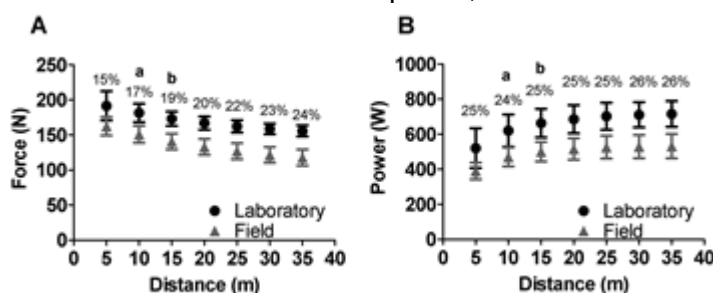 A
Force (N)
250
200
150
100
50
0
a
b
15%
17%
19%
20%
22%
23%
24%
Laboratory
Field
0 5 10 15 20 25 30 35 40
Distance (m)
B
Power (W)
1000
800
600
400
200
0
a
b
25%
24%
25%
25%
25%
26%
26%
Laboratory
Field
0 5 10 15 20 25 30 35 40
Distance (m)